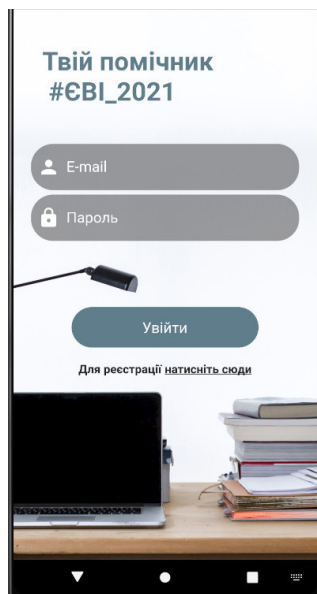 Твій помічник
#ЄВІ_2021
E-mail
Пароль
Увійти
Для реєстрації натисніть сюди